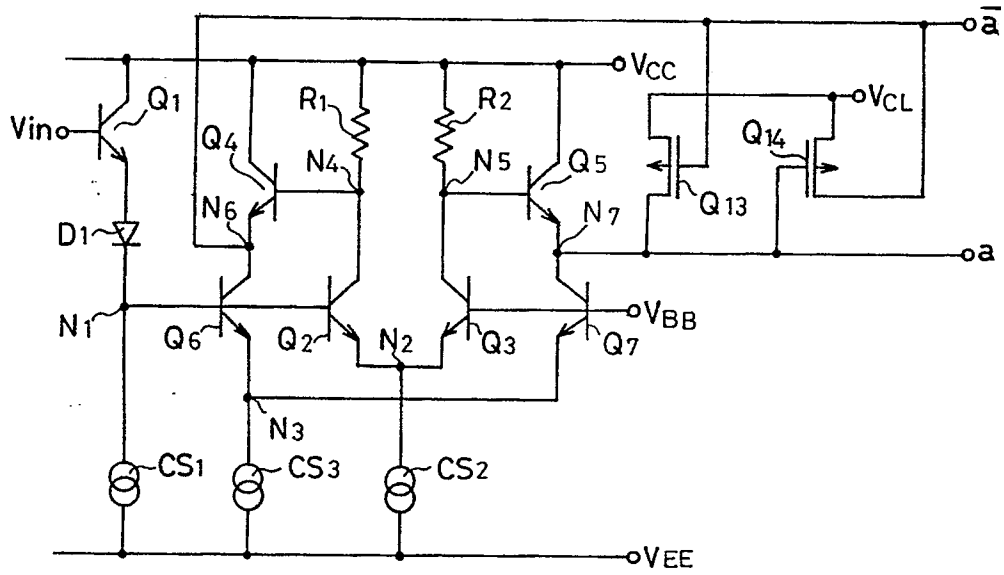 a̅
VCC
Q1
R1
R2
VCL
Vin
Q4
Q14
N4
N5
Q5
Q13
N6
N7
D1
a
N1
Q6
Q2
N2
Q3
VBB
Q7
N3
CS1
CS3
CS2
VEE